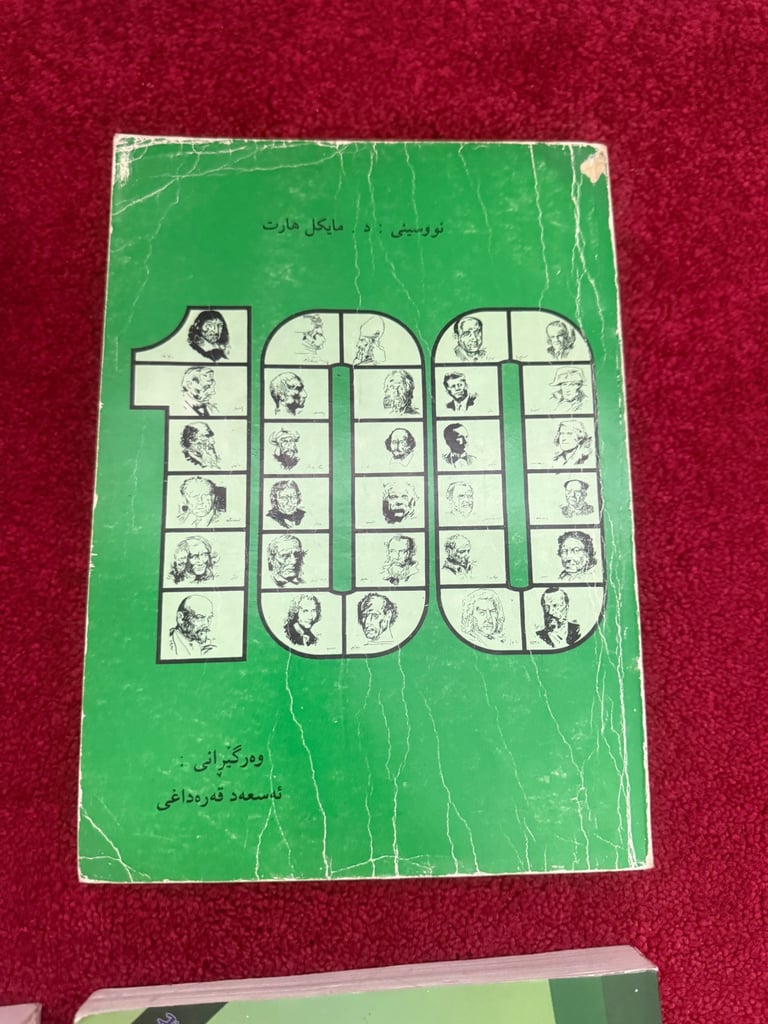 نووسینی : د . مایکل هارت
100
وەرگێڕانی :
ئەسعەد قەرەداغی